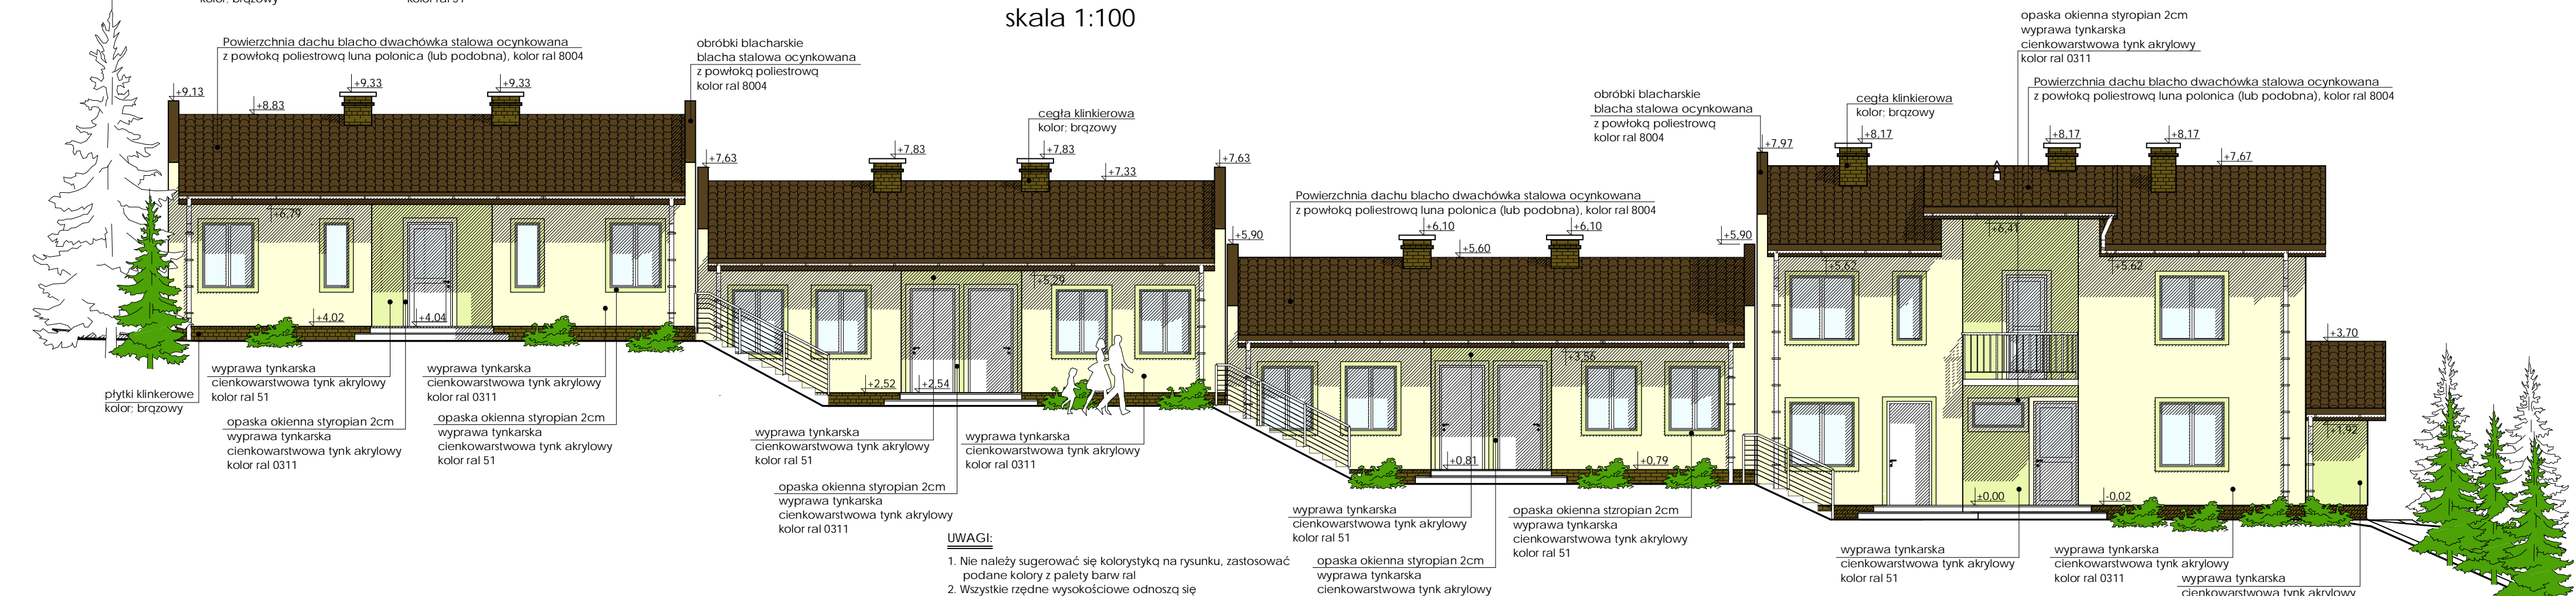 skala 1:100
Powierzchnia dachu blacho dwachówka stalowa ocynkowana
z powłoką poliestrową luna polonica (lub podobna), kolor ral 8004
obróbki blacharskie
blacha stalowa ocynkowana
z powłoką poliestrową
kolor ral 8004
+9,13
+8,83
+9,33
+9,33
+6,79
+4,02
+4,04
płytki klinkerowe
kolor; brązowy
wyprawa tynkarska
cienkowarstwowa tynk akrylowy
kolor ral 51
opaska okienna styropian 2cm
wyprawa tynkarska
cienkowarstwowa tynk akrylowy
kolor ral 0311
wyprawa tynkarska
cienkowarstwowa tynk akrylowy
kolor ral 0311
opaska okienna styropian 2cm
wyprawa tynkarska
cienkowarstwowa tynk akrylowy
kolor ral 51
cegła klinkierowa
kolor; brązowy
+7,63
+7,83
+7,83
+7,33
+7,63
+5,29
+2,52
+2,54
wyprawa tynkarska
cienkowarstwowa tynk akrylowy
kolor ral 51
opaska okienna styropian 2cm
wyprawa tynkarska
cienkowarstwowa tynk akrylowy
kolor ral 0311
wyprawa tynkarska
cienkowarstwowa tynk akrylowy
kolor ral 0311
UWAGI:
1. Nie należy sugerować się kolorystyką na rysunku, zastosować
podane kolory z palety barw ral
2. Wszystkie rzędne wysokościowe odnoszą się
Powierzchnia dachu blacho dwachówka stalowa ocynkowana
z powłoką poliestrową luna polonica (lub podobna), kolor ral 8004
+5,90
+6,10
+5,60
+6,10
+5,90
+3,56
+0,81
+0,79
wyprawa tynkarska
cienkowarstwowa tynk akrylowy
kolor ral 51
opaska okienna styropian 2cm
wyprawa tynkarska
cienkowarstwowa tynk akrylowy
opaska okienna stzropian 2cm
wyprawa tynkarska
cienkowarstwowa tynk akrylowy
kolor ral 51
obróbki blacharskie
blacha stalowa ocynkowana
z powłoką poliestrową
kolor ral 8004
cegła klinkierowa
kolor; brązowy
opaska okienna styropian 2cm
wyprawa tynkarska
cienkowarstwowa tynk akrylowy
kolor ral 0311
Powierzchnia dachu blacho dwachówka stalowa ocynkowana
z powłoką poliestrową luna polonica (lub podobna), kolor ral 8004
+7,97
+8,17
+8,17
+8,17
+7,67
+6,41
+5,62
+5,62
+3,70
+1,92
±0,00
-0,02
wyprawa tynkarska
cienkowarstwowa tynk akrylowy
kolor ral 51
wyprawa tynkarska
cienkowarstwowa tynk akrylowy
kolor ral 0311
wyprawa tynkarska
cienkowarstwowa tynk akrylowy